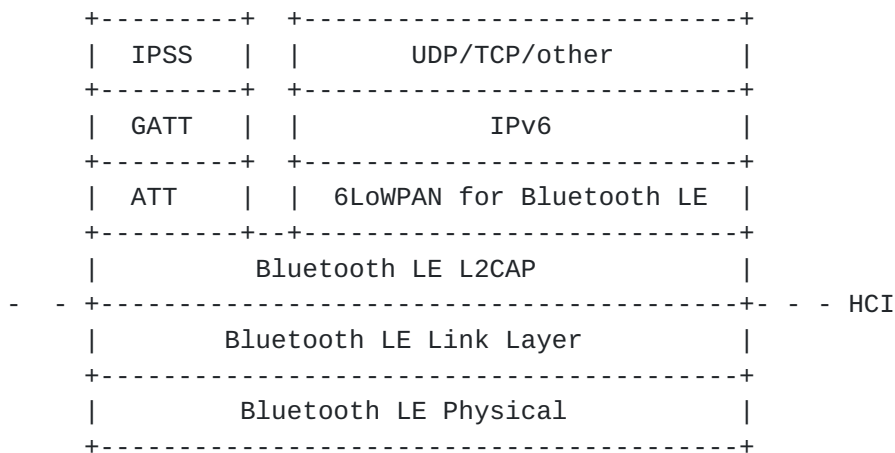 IPSS UDP/TCP/other
GATT IPv6
ATT 6LoWPAN for Bluetooth LE
Bluetooth LE L2CAP
- - - - - HCI
Bluetooth LE Link Layer
Bluetooth LE Physical